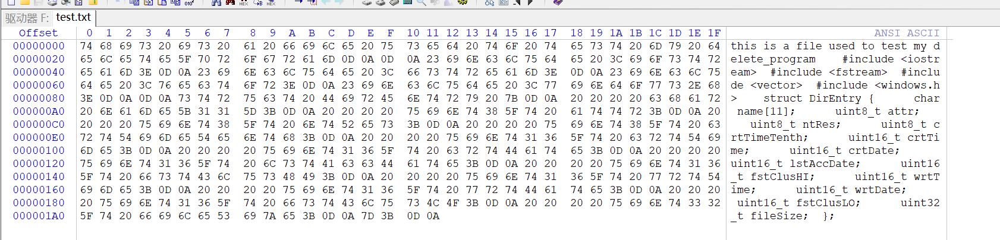 驱动器 F: test.txt
Offset 0 1 2 3 4 5 6 7 8 9 A B C D E F 10 11 12 13 14 15 16 17 18 19 1A 1B 1C 1D 1E 1F ANSI ASCII
00000000 74 68 69 73 20 69 73 20 61 20 66 69 6C 65 20 75 73 65 64 20 74 6F 20 74 65 73 74 20 6D 79 20 64 this is a file used to test my d
00000020 65 6C 65 74 65 5F 70 72 6F 67 72 61 6D 0D 0A 0D 0A 23 69 6E 63 6C 75 64 65 20 3C 69 6F 73 74 72 elete_program #include <iostr
00000040 65 61 6D 3E 0D 0A 23 69 6E 63 6C 75 64 65 20 3C 66 73 74 72 65 61 6D 3E 0D 0A 23 69 6E 63 6C 75 eam> #include <fstream> #inclu
00000060 64 65 20 3C 76 65 63 74 6F 72 3E 0D 0A 23 69 6E 63 6C 75 64 65 20 3C 77 69 6E 64 6F 77 73 2E 68 de <vector> #include <windows.h
00000080 3E 0D 0A 0D 0A 73 74 72 75 63 74 20 44 69 72 45 6E 74 72 79 20 7B 0D 0A 20 20 20 20 63 68 61 72 > struct DirEntry { char
000000A0 20 6E 61 6D 65 5B 31 31 5D 3B 0D 0A 20 20 20 20 75 69 6E 74 38 5F 74 20 61 74 74 72 3B 0D 0A 20 name[11]; uint8_t attr;
000000C0 20 20 20 75 69 6E 74 38 5F 74 20 6E 74 52 65 73 3B 0D 0A 20 20 20 20 75 69 6E 74 38 5F 74 20 63 uint8_t ntRes; uint8_t c
000000E0 72 74 54 69 6D 65 54 65 6E 74 68 3B 0D 0A 20 20 20 20 75 69 6E 74 31 36 5F 74 20 63 72 74 54 69 rtTimeTenth; uint16_t crtTi
00000100 6D 65 3B 0D 0A 20 20 20 20 75 69 6E 74 31 36 5F 74 20 63 72 74 44 61 74 65 3B 0D 0A 20 20 20 20 me; uint16_t crtDate;
00000120 75 69 6E 74 31 36 5F 74 20 6C 73 74 41 63 63 44 61 74 65 3B 0D 0A 20 20 20 20 75 69 6E 74 31 36 uint16_t lstAccDate; uint16
00000140 5F 74 20 66 73 74 43 6C 75 73 48 49 3B 0D 0A 20 20 20 20 75 69 6E 74 31 36 5F 74 20 77 72 74 54 _t fstClusHI; uint16_t wrtT
00000160 69 6D 65 3B 0D 0A 20 20 20 20 75 69 6E 74 31 36 5F 74 20 77 72 74 44 61 74 65 3B 0D 0A 20 20 20 ime; uint16_t wrtDate;
00000180 20 75 69 6E 74 31 36 5F 74 20 66 73 74 43 6C 75 73 4C 4F 3B 0D 0A 20 20 20 20 75 69 6E 74 33 32 uint16_t fstClusLO; uint32
000001A0 5F 74 20 66 69 6C 65 53 69 7A 65 3B 0D 0A 7D 3B 0D 0A _t fileSize; };